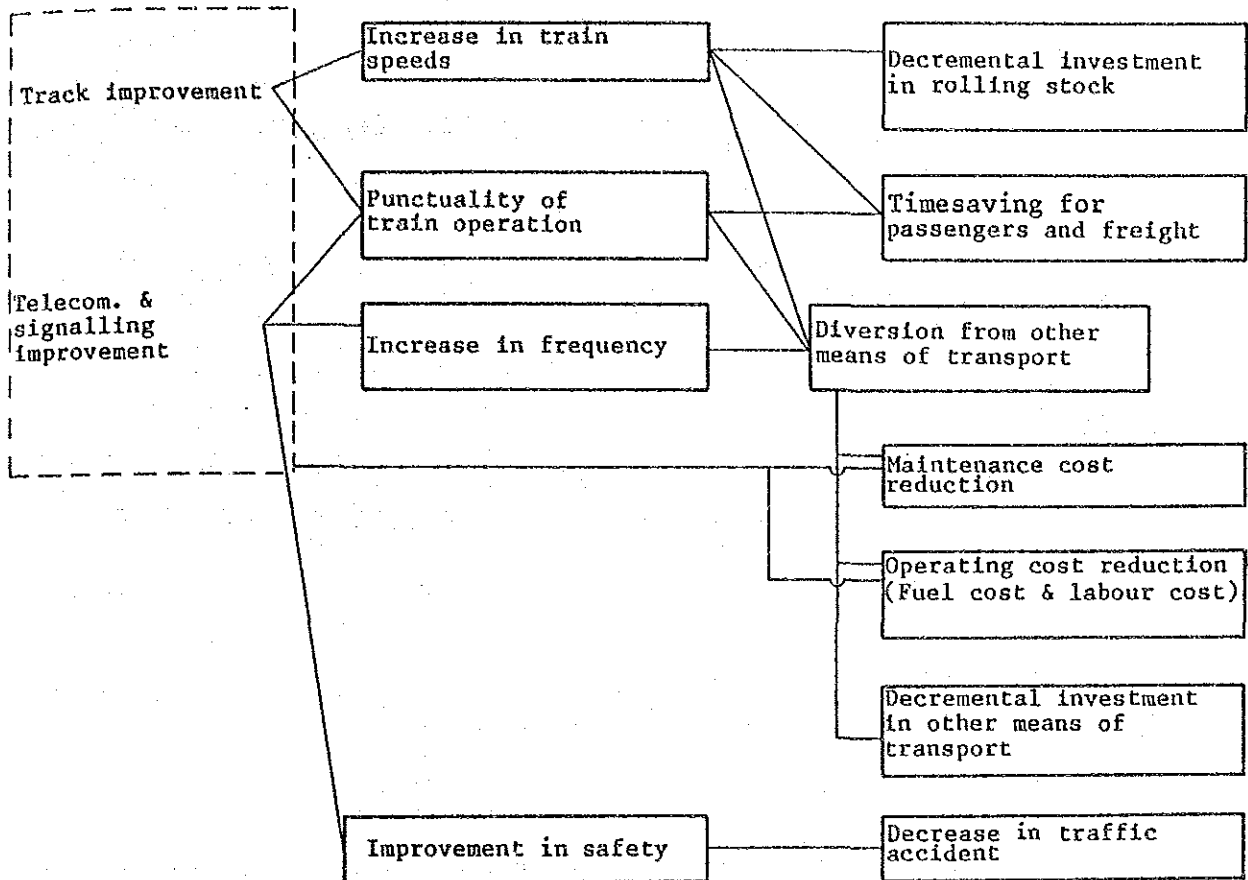 Track improvement
Telecom. &
signalling
improvement
Increase in train
speeds
Punctuality of
train operation
Increase in frequency
Improvement in safety
Decremental investment
in rolling stock
Timesaving for
passengers and freight
Diversion from other
means of transport
Maintenance cost
reduction
Operating cost reduction
(Fuel cost & labour cost)
Decremental investment
in other means of
transport
Decrease in traffic
accident